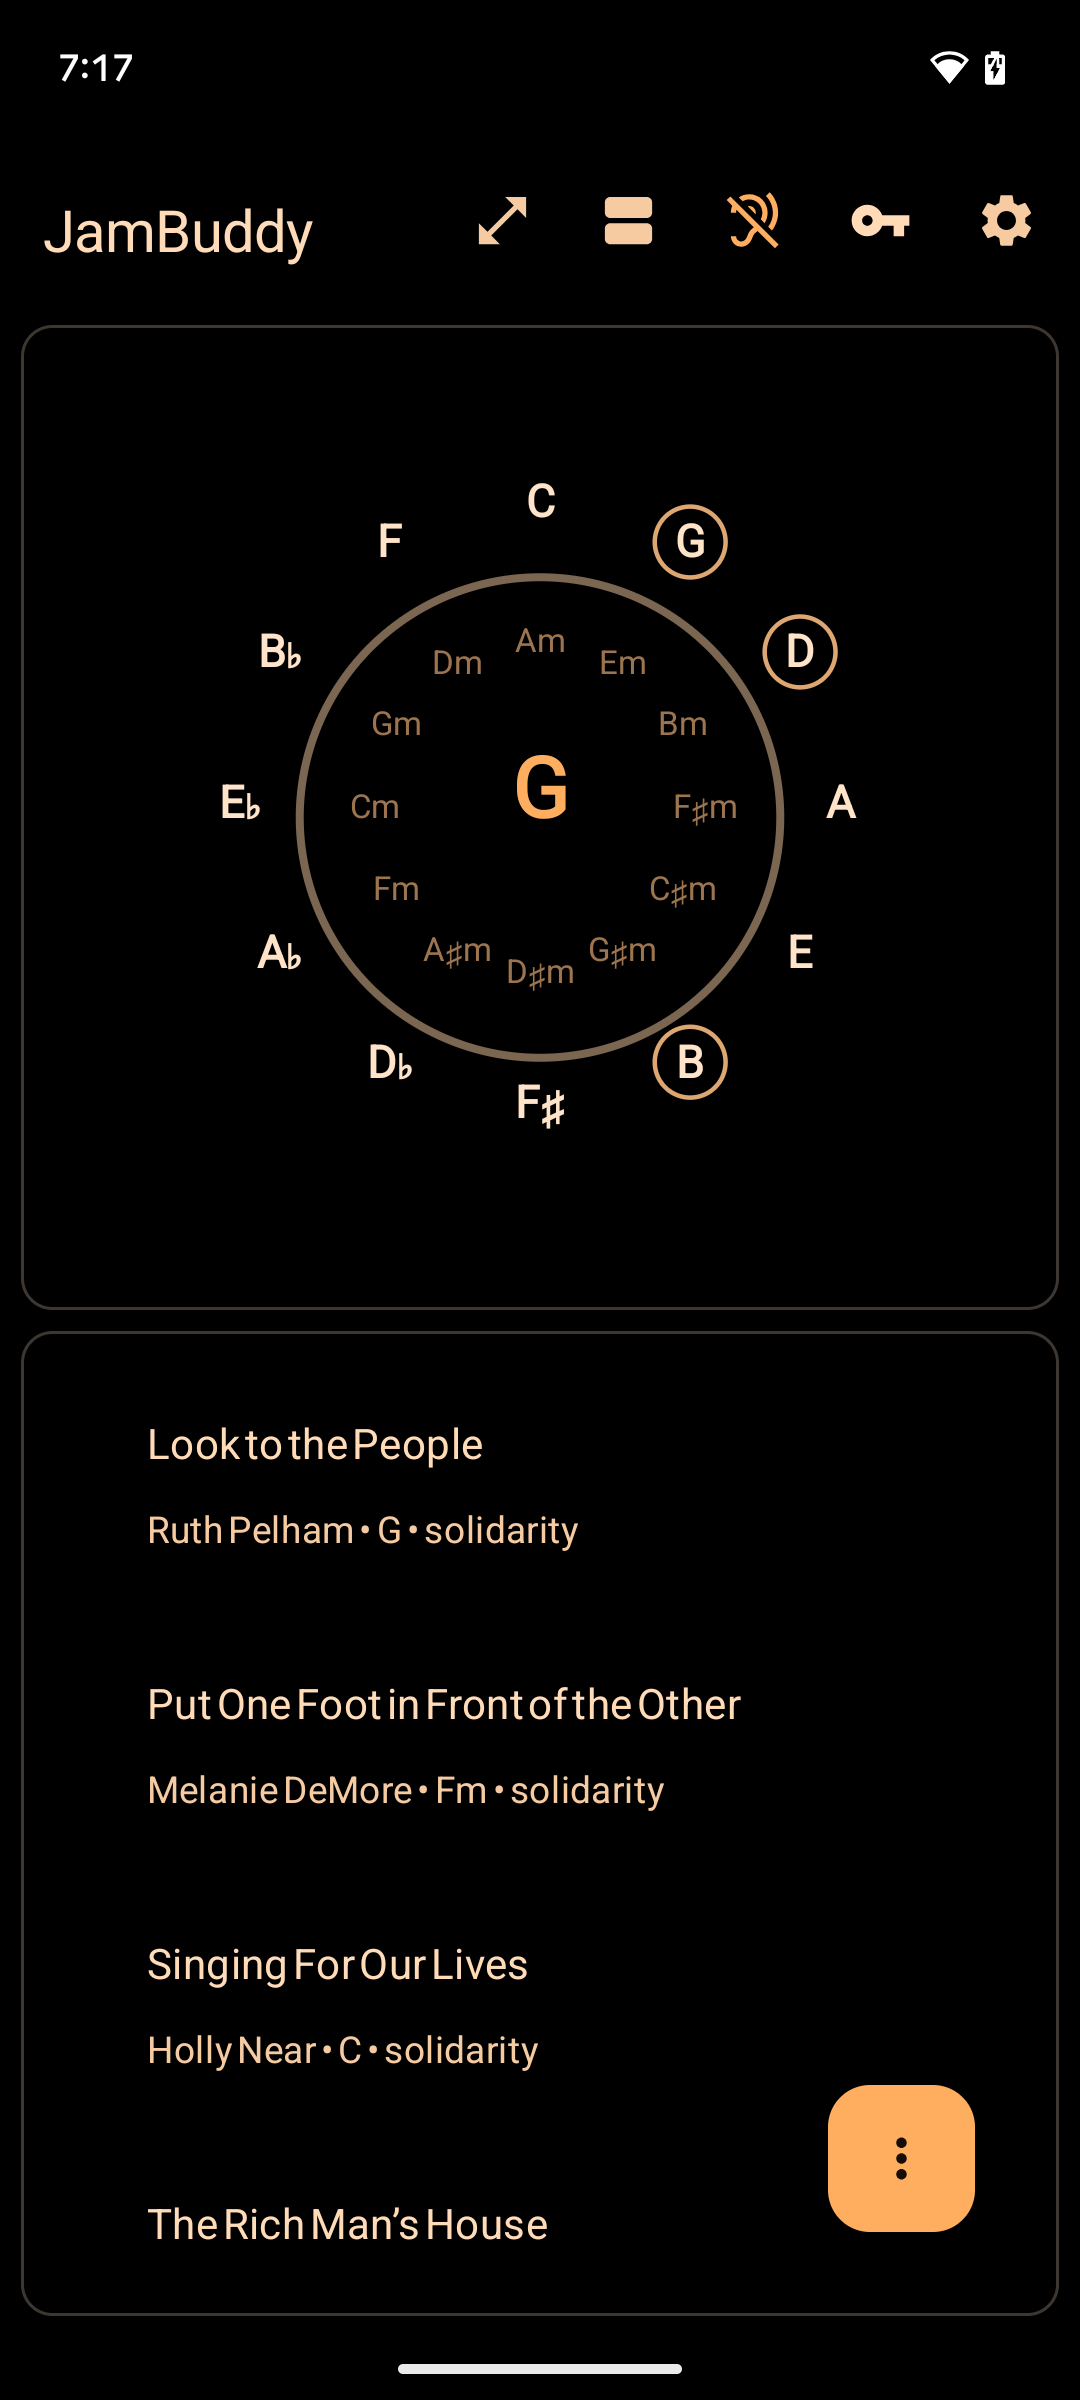 7:17
JamBuddy
C
F
G
B♭
D
Am
Dm
Em
Gm
Bm
G
E♭
Cm
F♯m
A
Fm
C♯m
A♭
A♯m
D♯m
G♯m
E
D♭
F♯
B
Look to the People
Ruth Pelham • G • solidarity
Put One Foot in Front of the Other
Melanie DeMore • Fm • solidarity
Singing For Our Lives
Holly Near • C • solidarity
The Rich Man’s House